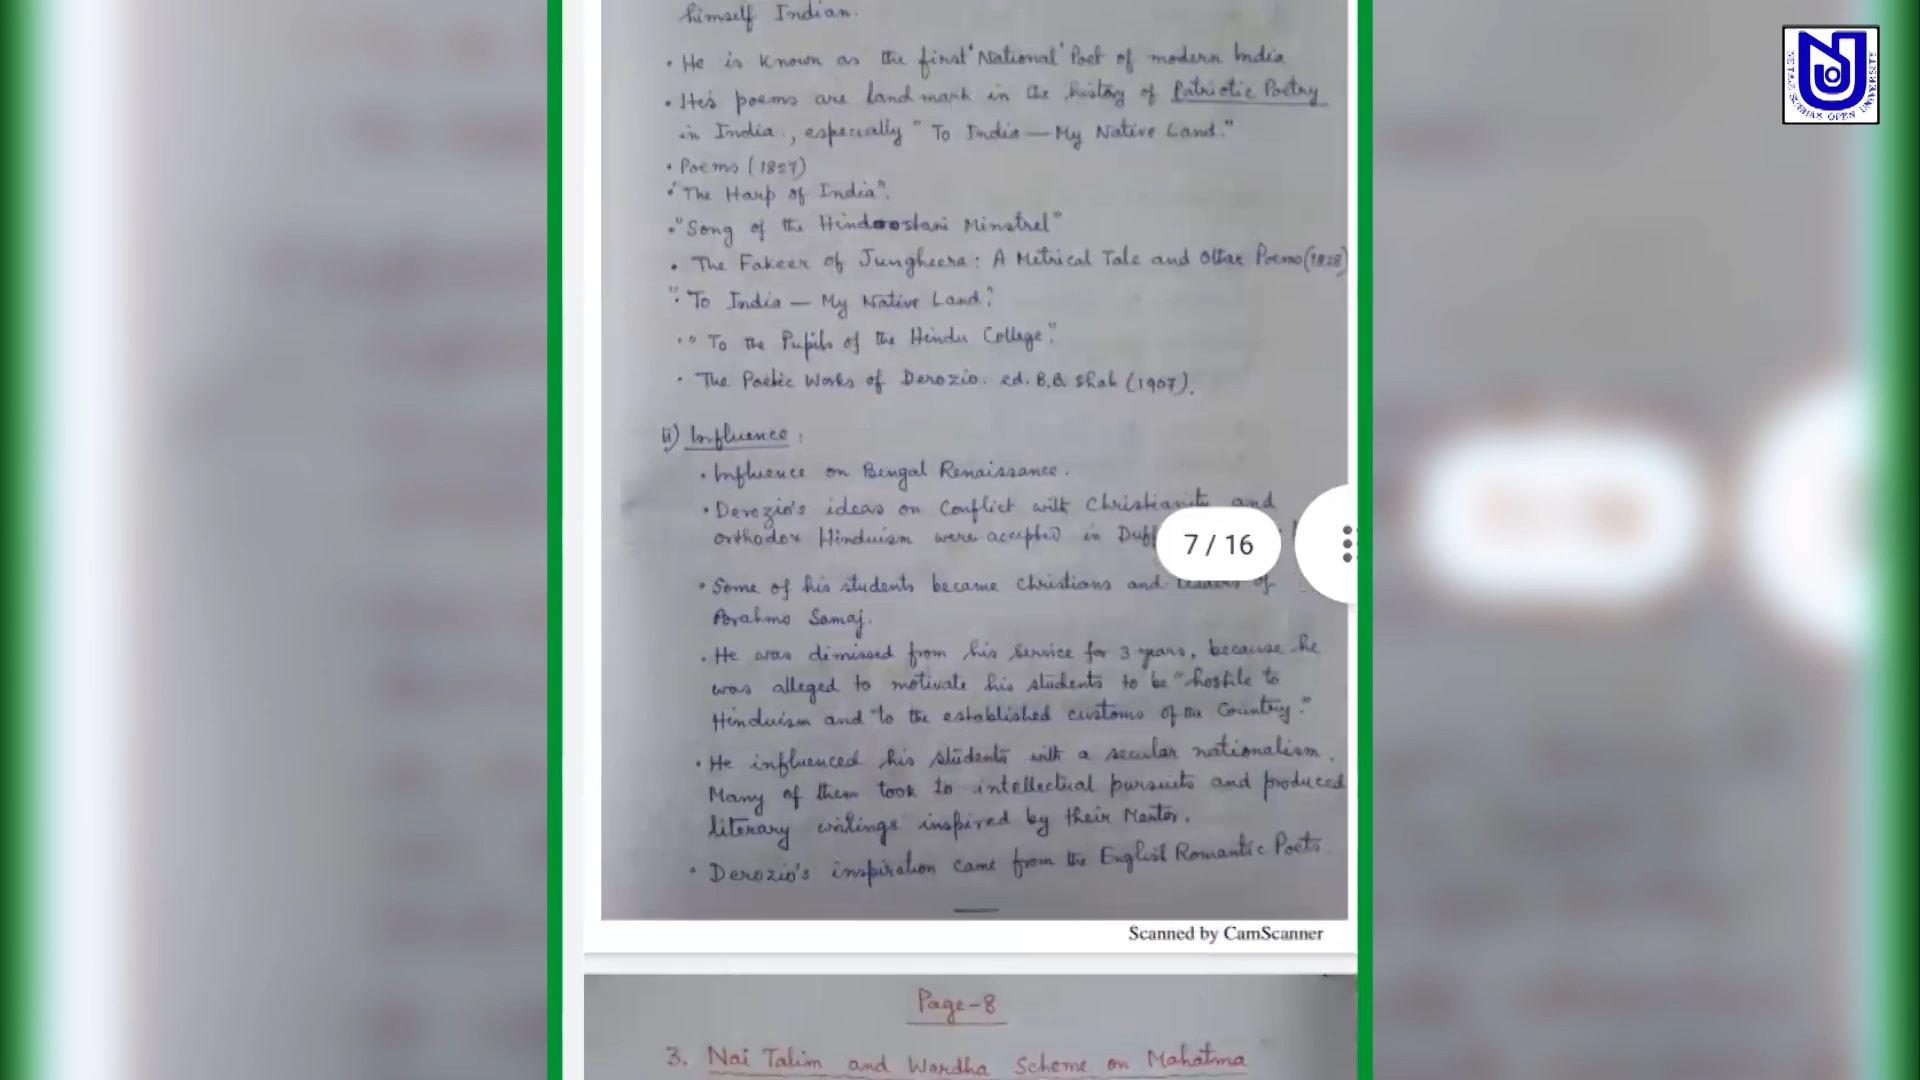 himself Indian.
• He is known as the first 'National' Poet of modern India
• He's poems are land mark in the history of Patriotic Poetry
in India, especially "To India — My Native Land."
• Poems (1857)
• "The Harp of India".
• "Song of the Hindoostani Minstrel"
• The Fakeer of Jungheera: A Metrical Tale and Other Poems (1828)
• "To India — My Native Land."
• "To the Pupils of the Hindu College".
• The Poetic Works of Derozio. ed. B.B. Shah (1907).
ii) Influence :
• Influence on Bengal Renaissance.
• Derozio's ideas on Conflict with Christianity and
orthodox Hinduism were accepted in Duff
7 / 16
• Some of his students became Christians and leaders of
Brahmo Samaj.
• He was dimissed from his service for 3 years, because he
was alleged to motivate his students to be "hostile to
Hinduism and to the established customs of the Country."
• He influenced his students with a secular nationalism.
Many of them took to intellectual pursuits and produced
literary writings inspired by their Mentor.
• Derozio's inspiration came from the English Romantic Poets.
Scanned by CamScanner
Page-8
3. Nai Talim and Wardha Scheme on Mahatma